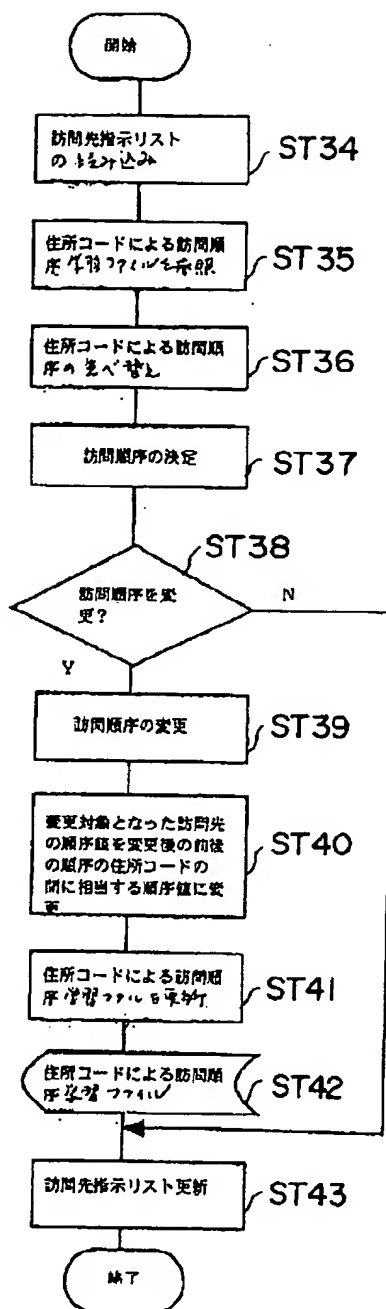 開始
訪問先指示リスト
の読み込み
ST34
住所コードによる訪問順
序学習ファイルを参照
ST35
住所コードによる訪問順
序の並べ替え
ST36
訪問順序の決定
ST37
ST38
訪問順序を変
更?
N
Y
訪問順序の変更
ST39
変更対象となった訪問先
の順序値を変更後の前後
の順序の住所コードの
間に相当する順序値に変
更
ST40
住所コードによる訪問順
序学習ファイルを更新
ST41
住所コードによる訪問順
序学習ファイル
ST42
訪問先指示リスト更新
ST43
終了